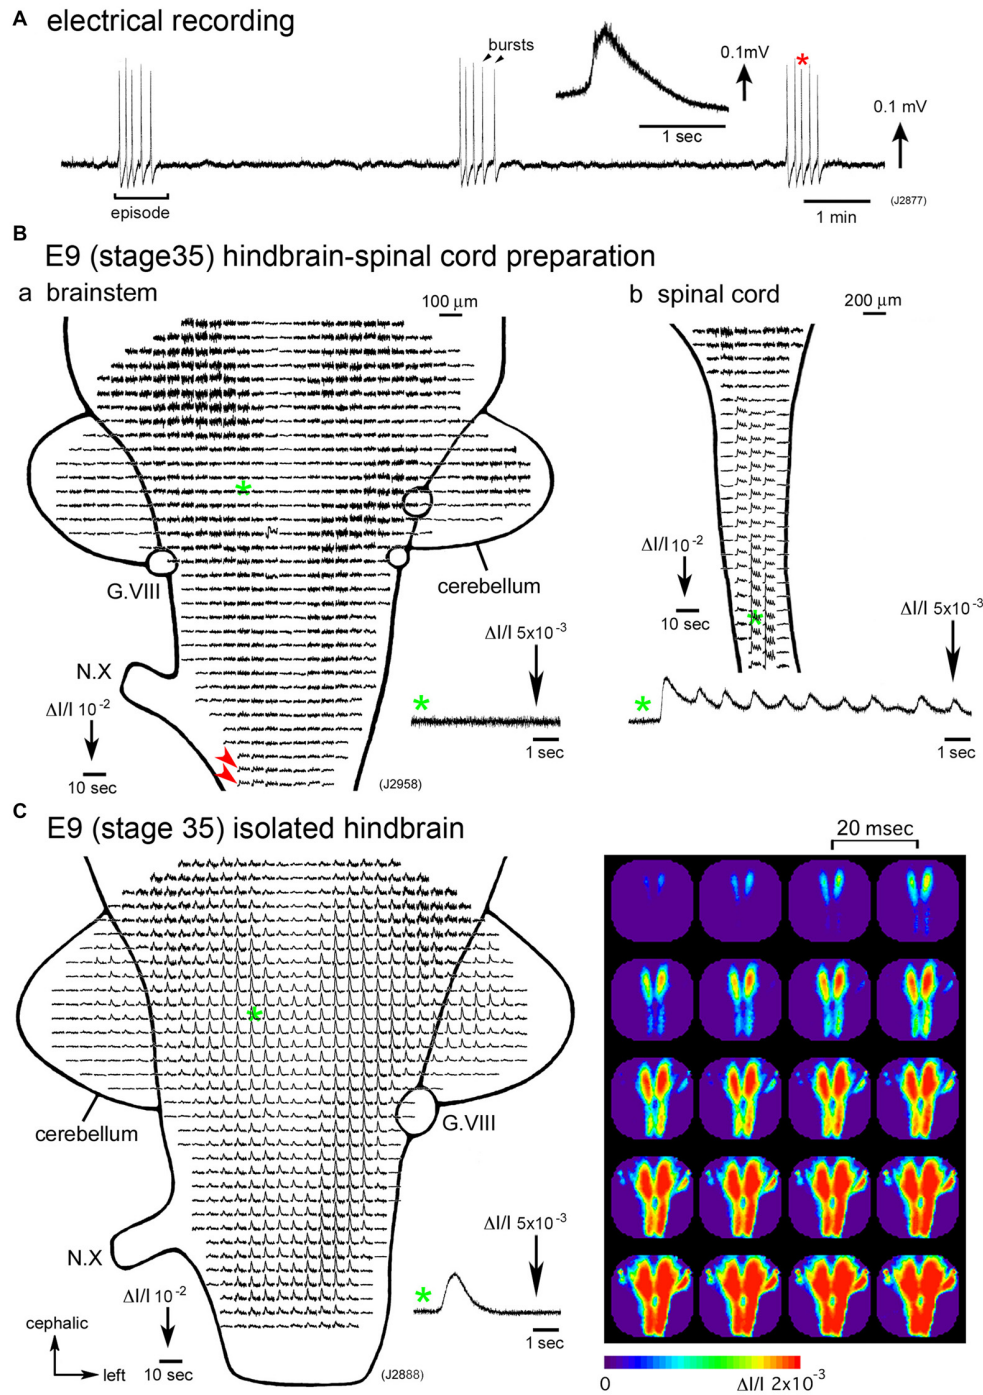 A electrical recording
bursts
*
0.1mV
0.1 mV
1 sec
episode
1 min
(J2877)
B
E9 (stage35) hindbrain-spinal cord preparation
a brainstem
100 μm
b spinal cord
200 μm
*
G.VIII
cerebellum
ΔI/I 10-2
10 sec
*
ΔI/I 5x10-3
N.X
ΔI/I 5x10-3
ΔI/I 10-2
*
*
1 sec
1 sec
10 sec
(J2958)
C
E9 (stage 35) isolated hindbrain
20 msec
*
cerebellum
G.VIII
N.X
ΔI/I 5x10-3
ΔI/I 10-2
*
cephalic
1 sec
left
10 sec
(J2888)
0
ΔI/I 2x10-3